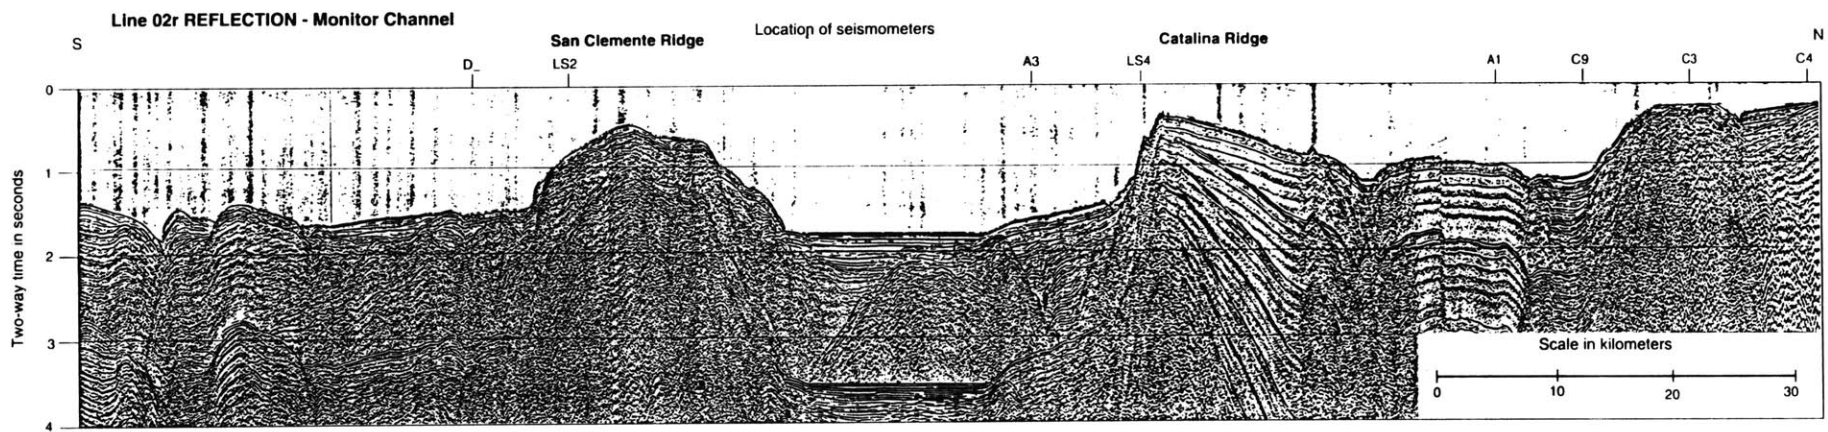 Line 02r REFLECTION - Monitor Channel
Location of seismometers
S
San Clemente Ridge
Catalina Ridge
N
D_
LS2
A3
LS4
A1
C9
C3
C4
Two-way time in seconds
0
1
2
3
4
Scale in kilometers
0
10
20
30